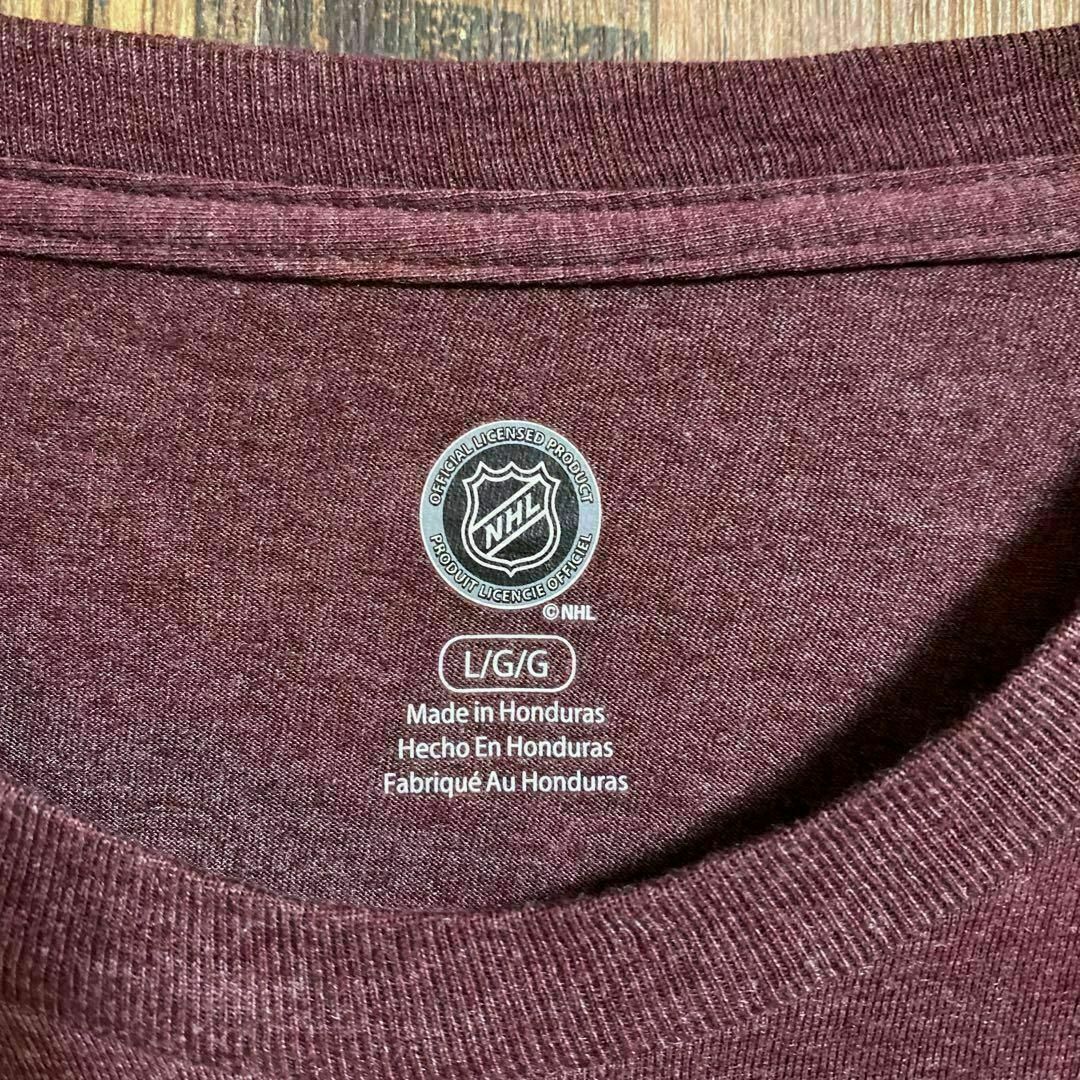 OFFICIAL LICENSED PRODUCT
NHL
PRODUIT LICENCIE OFFICIEL
©NHL
L/G/G
Made in Honduras
Hecho En Honduras
Fabriqué Au Honduras